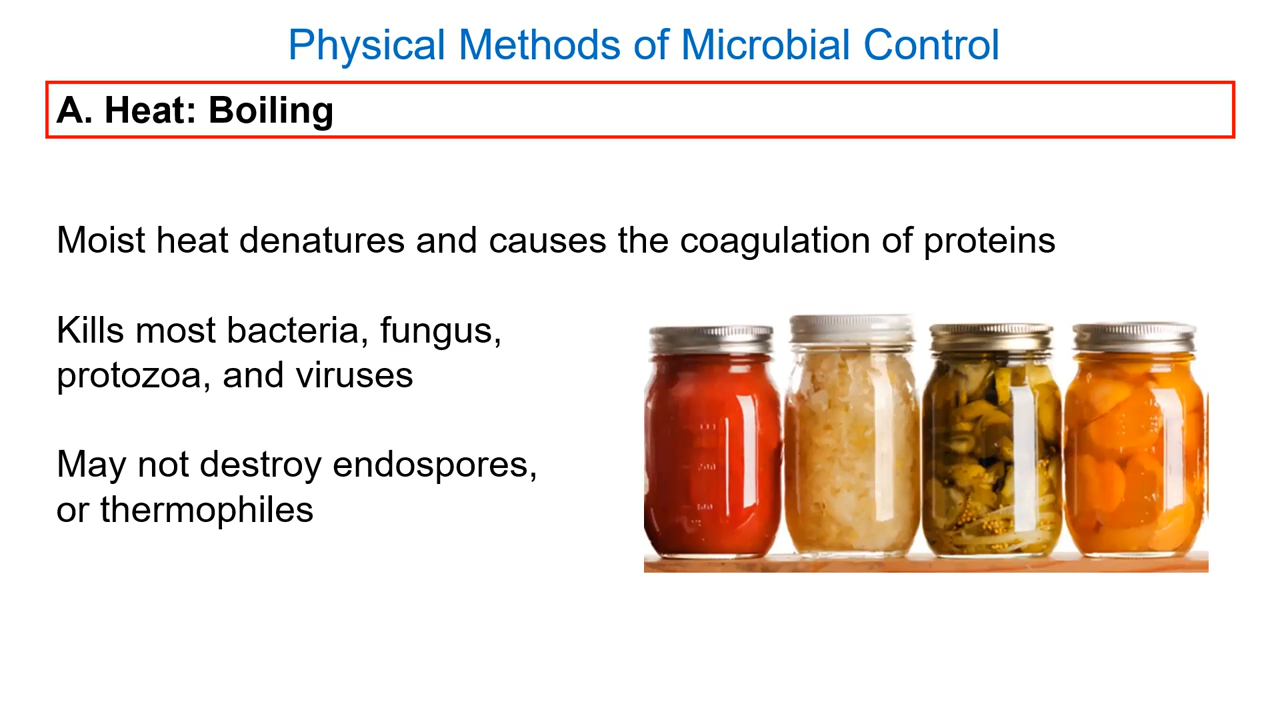 Physical Methods of Microbial Control
A. Heat: Boiling
Moist heat denatures and causes the coagulation of proteins
Kills most bacteria, fungus,
protozoa, and viruses
May not destroy endospores,
or thermophiles